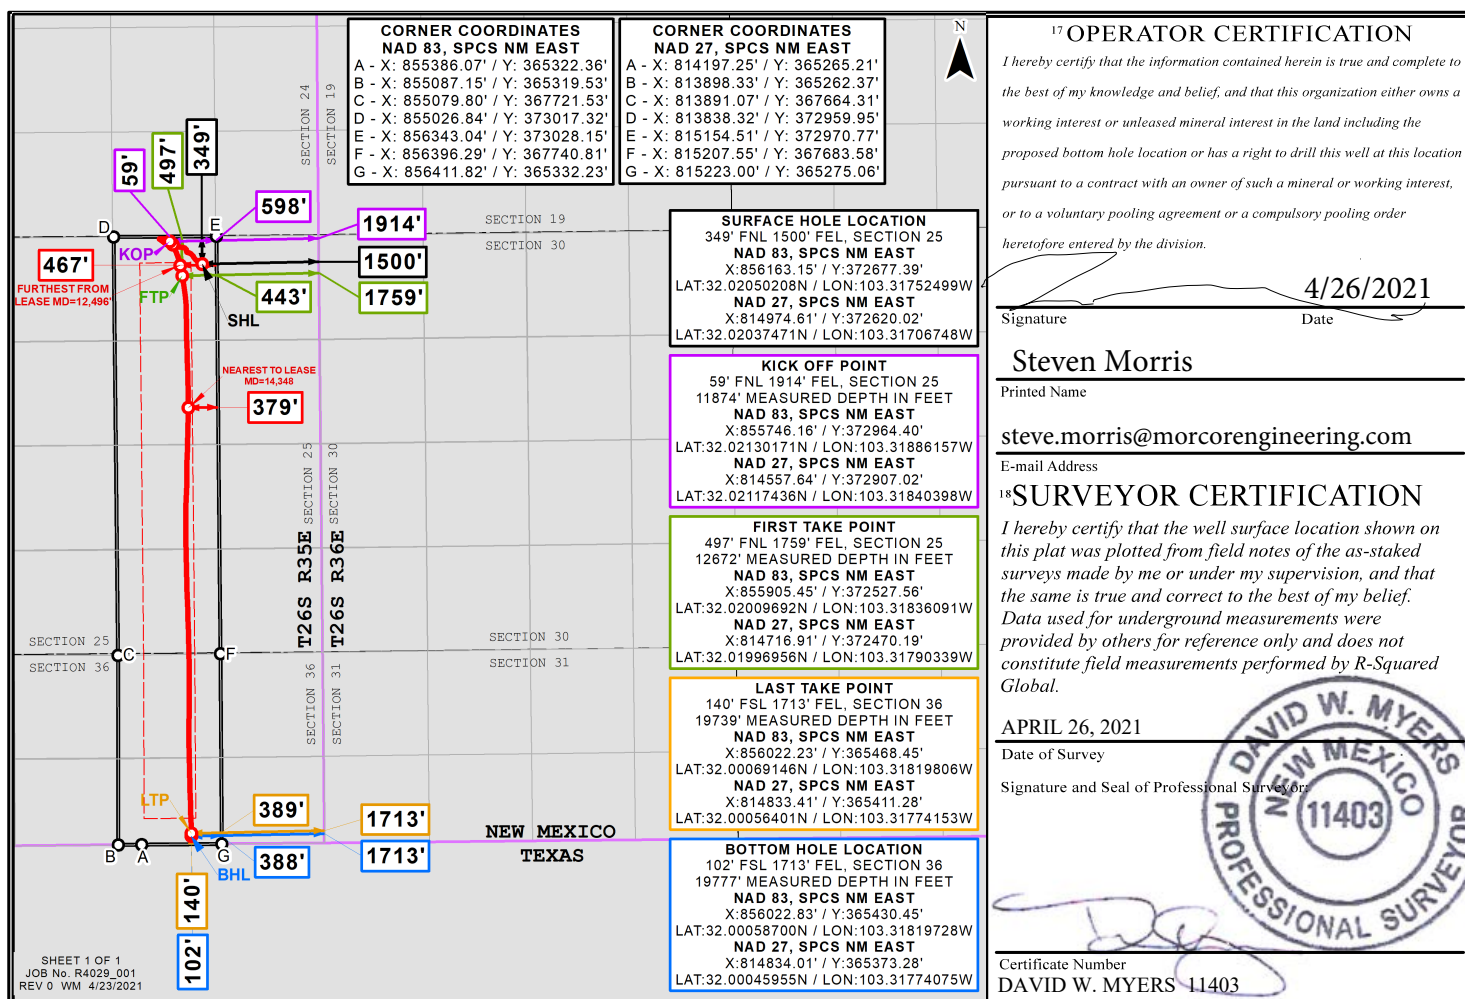 CORNER COORDINATES
NAD 83, SPCS NM EAST
A - X: 855386.07' / Y: 365322.36'
B - X: 855087.15' / Y: 365319.53'
C - X: 855079.80' / Y: 367721.53'
D - X: 855026.84' / Y: 373017.32'
E - X: 856343.04' / Y: 373028.15'
F - X: 856396.29' / Y: 367740.81'
G - X: 856411.82' / Y: 365332.23'
CORNER COORDINATES
NAD 27, SPCS NM EAST
A - X: 814197.25' / Y: 365265.21'
B - X: 813898.33' / Y: 365262.37'
C - X: 813891.07' / Y: 367664.31'
D - X: 813838.32' / Y: 372959.95'
E - X: 815154.51' / Y: 372970.77'
F - X: 815207.55' / Y: 367683.58'
G - X: 815223.00' / Y: 365275.06'
N
SECTION 24
SECTION 19
59'
497'
349'
598'
1914'
SECTION 19
SECTION 30
D
E
KOP
467'
1500'
FURTHEST FROM
LEASE MD=12,496'
FTP
443'
1759'
SHL
NEAREST TO LEASE
MD=14,348
379'
SECTION 25
SECTION 30
T26S R35E
T26S R36E
SECTION 25
SECTION 36
C
F
SECTION 30
SECTION 31
SECTION 36
SECTION 31
LTP
389'
1713'
NEW MEXICO
TEXAS
B
A
G
BHL
388'
1713'
140'
102'
SHEET 1 OF 1
JOB No. R4029_001
REV 0 WM 4/23/2021
SURFACE HOLE LOCATION
349' FNL 1500' FEL, SECTION 25
NAD 83, SPCS NM EAST
X:856163.15' / Y:372677.39'
LAT:32.02050208N / LON:103.31752499W
NAD 27, SPCS NM EAST
X:814974.61' / Y:372620.02'
LAT:32.02037471N / LON:103.31706748W
KICK OFF POINT
59' FNL 1914' FEL, SECTION 25
11874' MEASURED DEPTH IN FEET
NAD 83, SPCS NM EAST
X:855746.16' / Y:372964.40'
LAT:32.02130171N / LON:103.31886157W
NAD 27, SPCS NM EAST
X:814557.64' / Y:372907.02'
LAT:32.02117436N / LON:103.31840398W
FIRST TAKE POINT
497' FNL 1759' FEL, SECTION 25
12672' MEASURED DEPTH IN FEET
NAD 83, SPCS NM EAST
X:855905.45' / Y:372527.56'
LAT:32.02009692N / LON:103.31836091W
NAD 27, SPCS NM EAST
X:814716.91' / Y:372470.19'
LAT:32.01996956N / LON:103.31790339W
LAST TAKE POINT
140' FSL 1713' FEL, SECTION 36
19739' MEASURED DEPTH IN FEET
NAD 83, SPCS NM EAST
X:856022.23' / Y:365468.45'
LAT:32.00069146N / LON:103.31819806W
NAD 27, SPCS NM EAST
X:814833.41' / Y:365411.28'
LAT:32.00056401N / LON:103.31774153W
BOTTOM HOLE LOCATION
102' FSL 1713' FEL, SECTION 36
19777' MEASURED DEPTH IN FEET
NAD 83, SPCS NM EAST
X:856022.83' / Y:365430.45'
LAT:32.00058700N / LON:103.31819728W
NAD 27, SPCS NM EAST
X:814834.01' / Y:365373.28'
LAT:32.00045955N / LON:103.31774075W
17 OPERATOR CERTIFICATION
I hereby certify that the information contained herein is true and complete to
the best of my knowledge and belief, and that this organization either owns a
working interest or unleased mineral interest in the land including the
proposed bottom hole location or has a right to drill this well at this location
pursuant to a contract with an owner of such a mineral or working interest,
or to a voluntary pooling agreement or a compulsory pooling order
heretofore entered by the division.
4/26/2021
Signature Date
Steven Morris
Printed Name
steve.morris@morcorengineering.com
E-mail Address
18 SURVEYOR CERTIFICATION
I hereby certify that the well surface location shown on
this plat was plotted from field notes of the as-staked
surveys made by me or under my supervision, and that
the same is true and correct to the best of my belief.
Data used for underground measurements were
provided by others for reference only and does not
constitute field measurements performed by R-Squared
Global.
APRIL 26, 2021
Date of Survey
Signature and Seal of Professional Surveyor:
DAVID W. MYERS
NEW MEXICO
11403
PROFESSIONAL SURVEYOR
Certificate Number
DAVID W. MYERS 11403